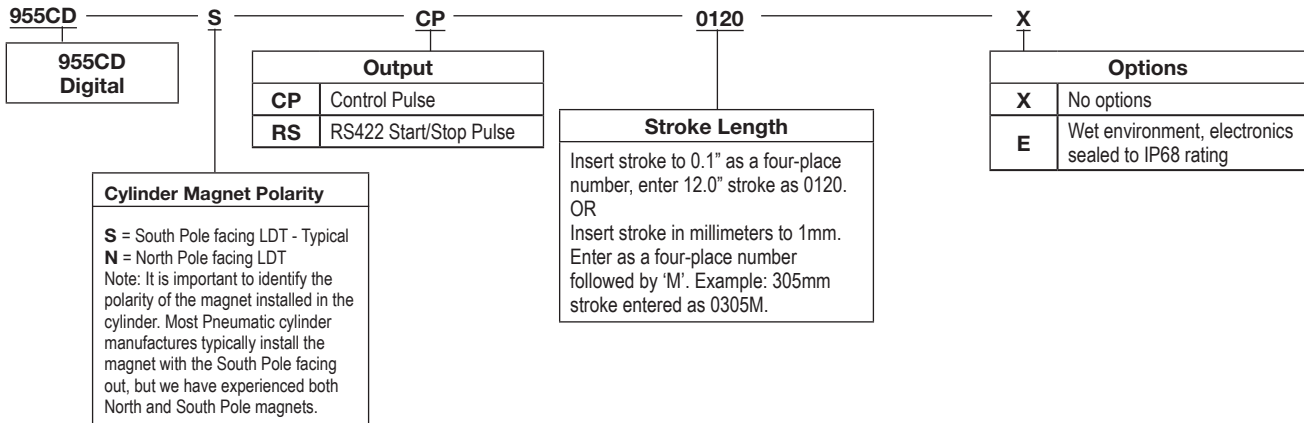 955CD S CP 0120 X
955CD
Digital
Output
CP Control Pulse
RS RS422 Start/Stop Pulse
Stroke Length
Insert stroke to 0.1” as a four-place
number, enter 12.0” stroke as 0120.
OR
Insert stroke in millimeters to 1mm.
Enter as a four-place number
followed by ‘M’. Example: 305mm
stroke entered as 0305M.
Options
X No options
E Wet environment, electronics
sealed to IP68 rating
Cylinder Magnet Polarity
S = South Pole facing LDT - Typical
N = North Pole facing LDT
Note: It is important to identify the
polarity of the magnet installed in the
cylinder. Most Pneumatic cylinder
manufactures typically install the
magnet with the South Pole facing
out, but we have experienced both
North and South Pole magnets.